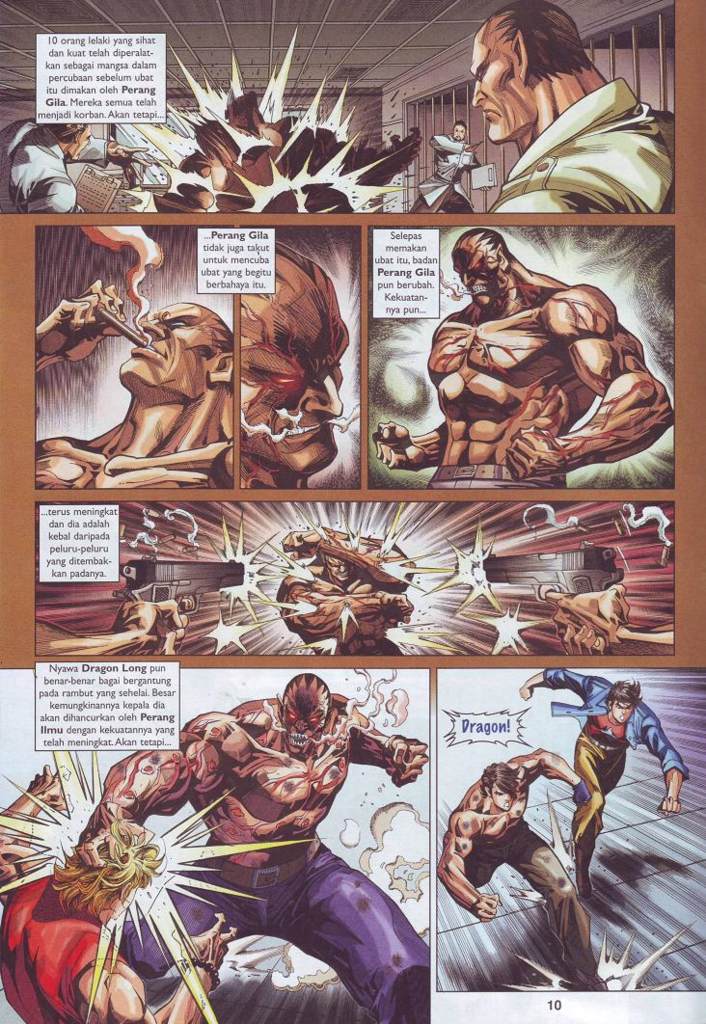 10 orang lelaki yang sihat
dan kuat telah diperalat-
kan sebagai mangsa dalam
percubaan sebelum ubat
itu dimakan oleh Perang
Gila. Mereka semua telah
menjadi korban. Akan tetapi...
...Perang Gila
tidak juga takut
untuk mencuba
ubat yang begitu
berbahaya itu.
Selepas
memakan
ubat itu, badan
Perang Gila
pun berubah.
Kekuatan-
nya pun...
...terus meningkat
dan dia adalah
kebal daripada
peluru-peluru
yang ditembak-
kan padanya.
Nyawa Dragon Long pun
benar-benar bagai bergantung
pada rambut yang sehelai. Besar
kemungkinannya kepala dia
akan dihancurkan oleh Perang
Ilmu dengan kekuatannya yang
telah meningkat. Akan tetapi...
Dragon!
10